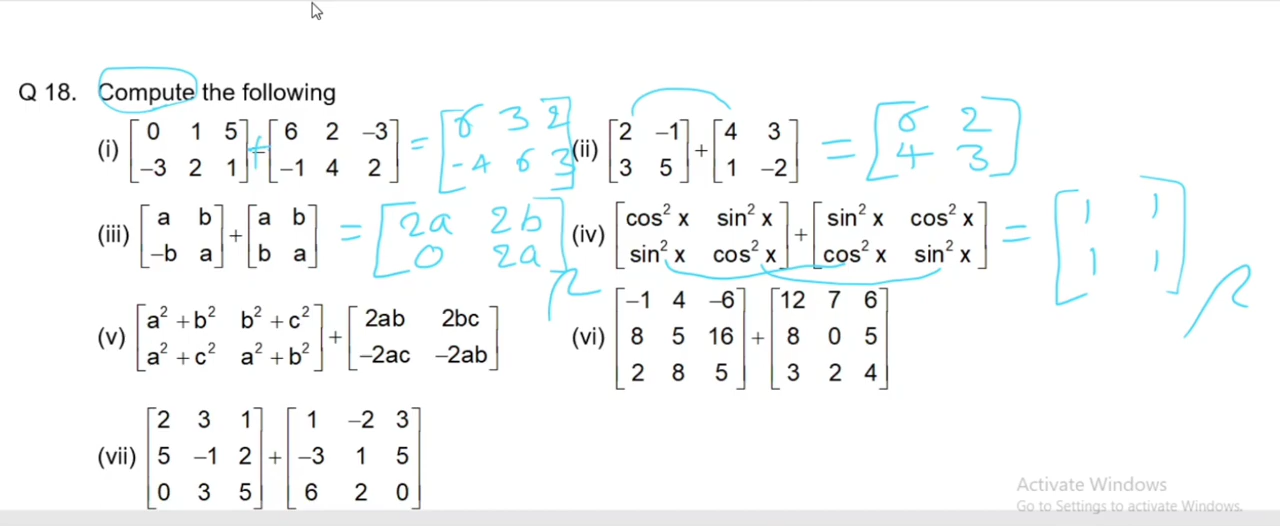 Q 18. Compute the following
(i) [0 1 5; −3 2 1] + [6 2 −3; −1 4 2] = [6 3 2; -4 6 3] (ii) [2 −1; 3 5] + [4 3; 1 −2] = [6 2; 4 3]
(iii) [a b; −b a] + [a b; b a] = [2a 2b; 0 2a] (iv) [cos² x sin² x; sin² x cos² x] + [sin² x cos² x; cos² x sin² x] = [1 1; 1 1]
(v) [a² + b² b² + c²; a² + c² a² + b²] + [2ab 2bc; −2ac −2ab] (vi) [−1 4 −6; 8 5 16; 2 8 5] + [12 7 6; 8 0 5; 3 2 4]
(vii) [2 3 1; 5 −1 2; 0 3 5] + [1 −2 3; −3 1 5; 6 2 0]
Activate Windows
Go to Settings to activate Windows.